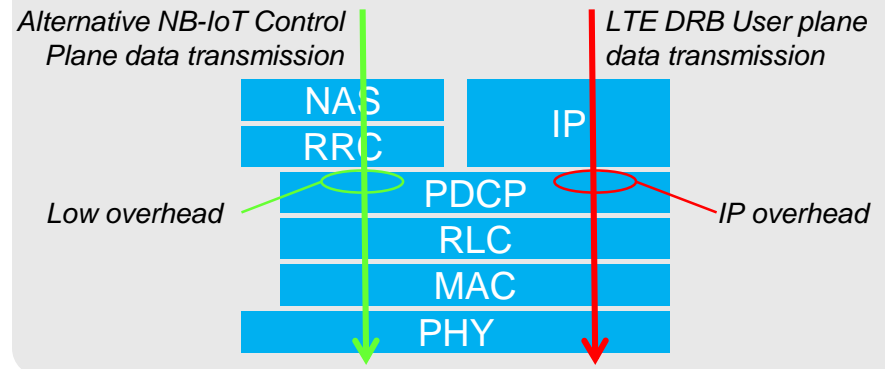 Alternative NB-IoT Control
Plane data transmission
LTE DRB User plane
data transmission
NAS
RRC
IP
Low overhead
PDCP
IP overhead
RLC
MAC
PHY